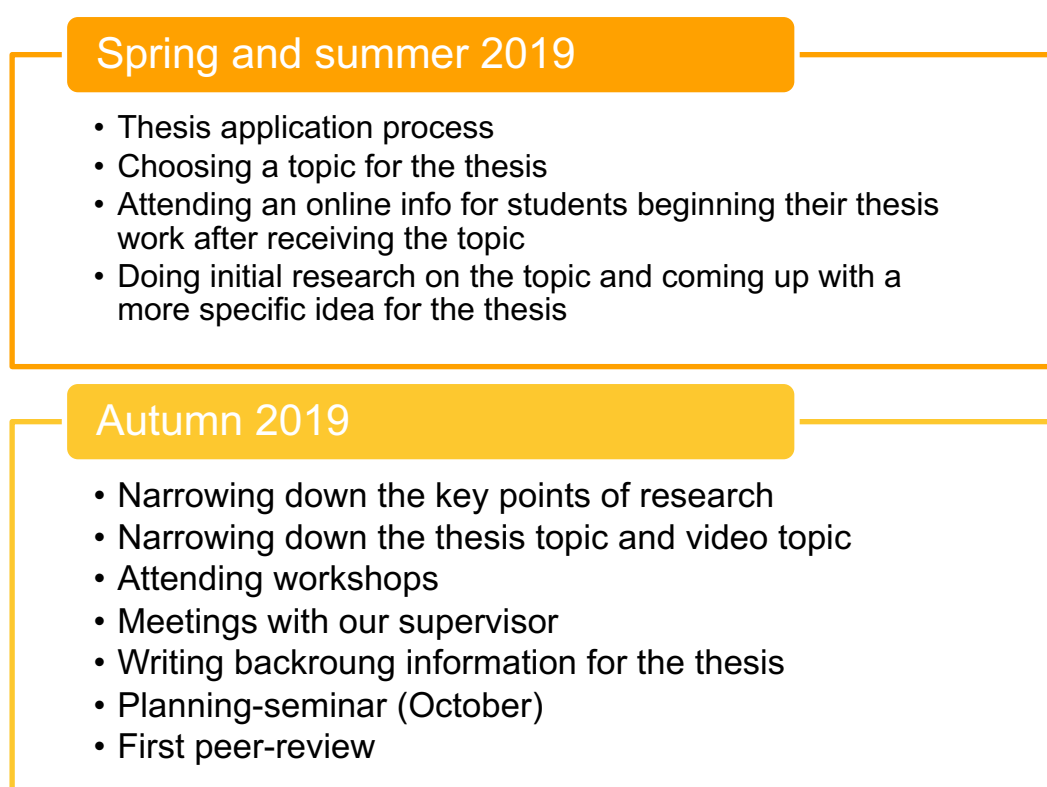 Spring and summer 2019
• Thesis application process
• Choosing a topic for the thesis
• Attending an online info for students beginning their thesis
work after receiving the topic
• Doing initial research on the topic and coming up with a
more specific idea for the thesis
Autumn 2019
• Narrowing down the key points of research
• Narrowing down the thesis topic and video topic
• Attending workshops
• Meetings with our supervisor
• Writing backroung information for the thesis
• Planning-seminar (October)
• First peer-review